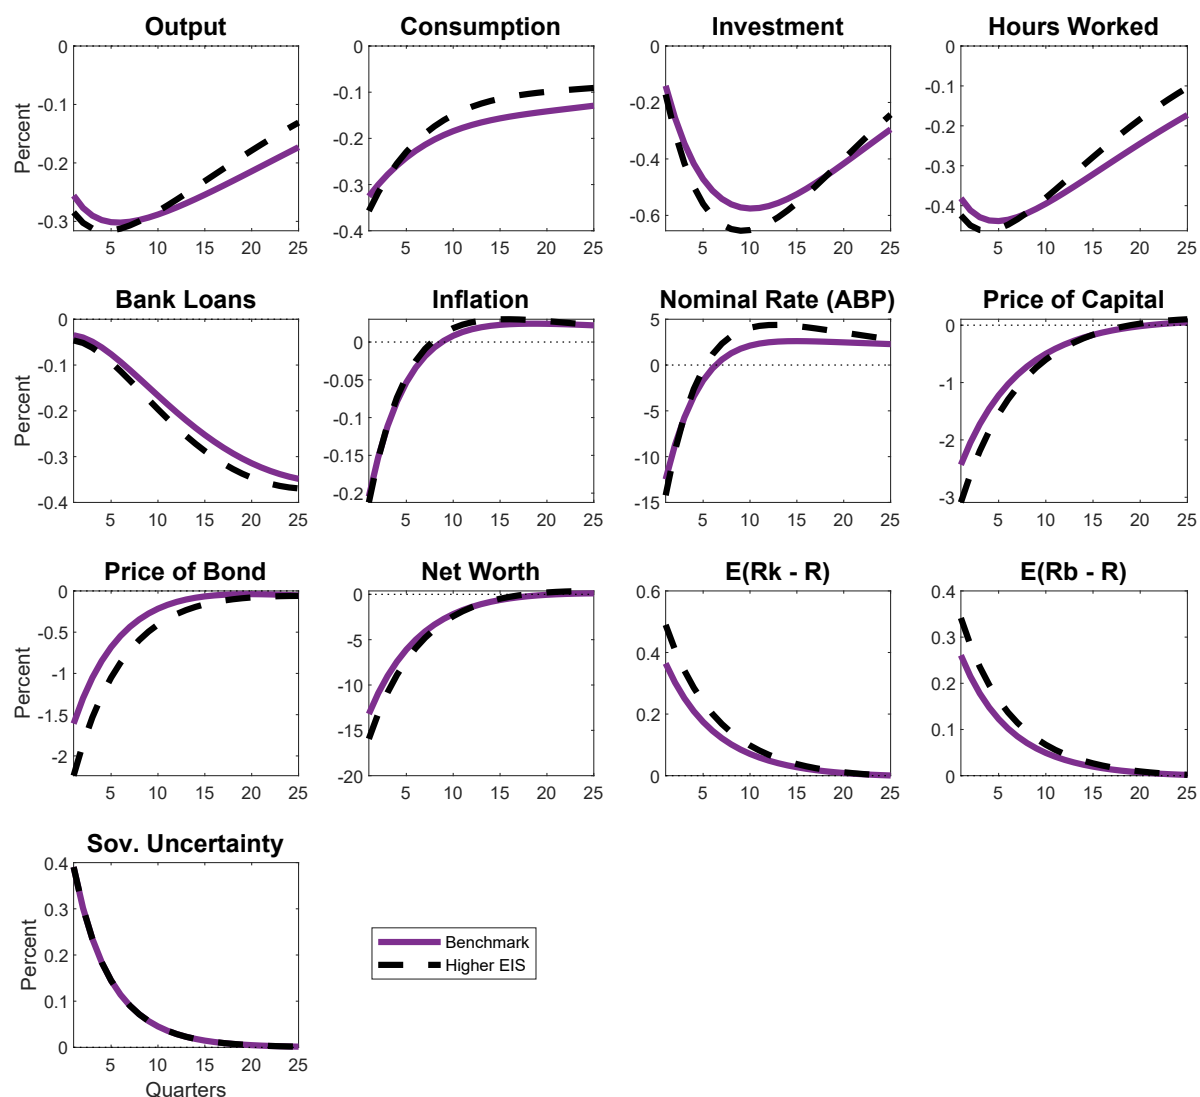 Output
Consumption
Investment
Hours Worked
Percent
0
-0.1
-0.2
-0.3
5 10 15 20 25
0
-0.1
-0.2
-0.3
-0.4
5 10 15 20 25
0
-0.2
-0.4
-0.6
5 10 15 20 25
0
-0.1
-0.2
-0.3
-0.4
5 10 15 20 25
Bank Loans
Inflation
Nominal Rate (ABP)
Price of Capital
Percent
0
-0.1
-0.2
-0.3
-0.4
5 10 15 20 25
0
-0.05
-0.1
-0.15
-0.2
5 10 15 20 25
5
0
-5
-10
-15
5 10 15 20 25
0
-1
-2
-3
5 10 15 20 25
Price of Bond
Net Worth
E(Rk - R)
E(Rb - R)
Percent
0
-0.5
-1
-1.5
-2
5 10 15 20 25
0
-5
-10
-15
-20
5 10 15 20 25
0.6
0.4
0.2
0
5 10 15 20 25
0.4
0.3
0.2
0.1
0
5 10 15 20 25
Sov. Uncertainty
Percent
0.4
0.3
0.2
0.1
0
5 10 15 20 25
Quarters
Benchmark
Higher EIS